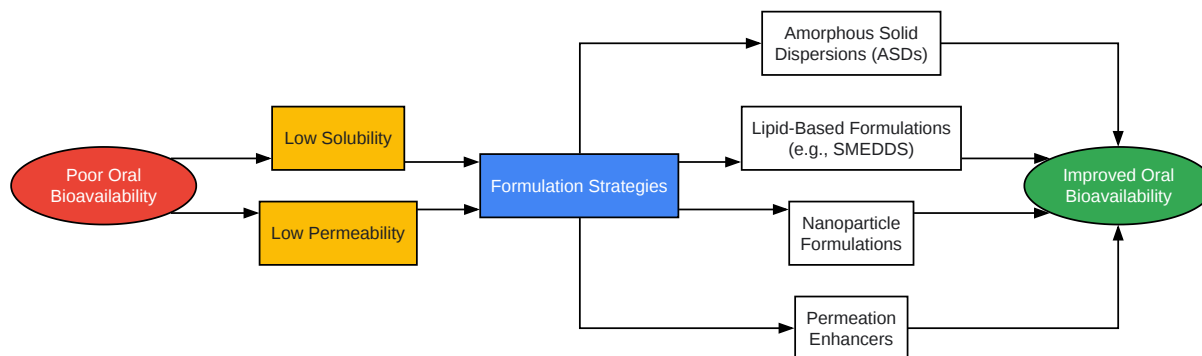 Poor Oral
Bioavailability
Low Solubility
Low Permeability
Formulation Strategies
Amorphous Solid
Dispersions (ASDs)
Lipid-Based Formulations
(e.g., SMEDDS)
Nanoparticle
Formulations
Permeation
Enhancers
Improved Oral
Bioavailability